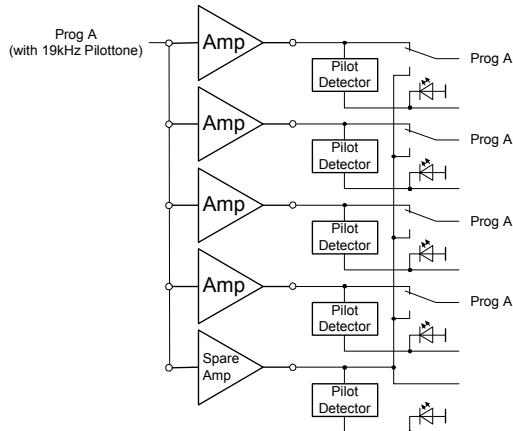 Prog A
(with 19kHz Pilottone)
Amp
Pilot
Detector
Prog A
Amp
Pilot
Detector
Prog A
Amp
Pilot
Detector
Prog A
Amp
Pilot
Detector
Prog A
Spare
Amp
Pilot
Detector